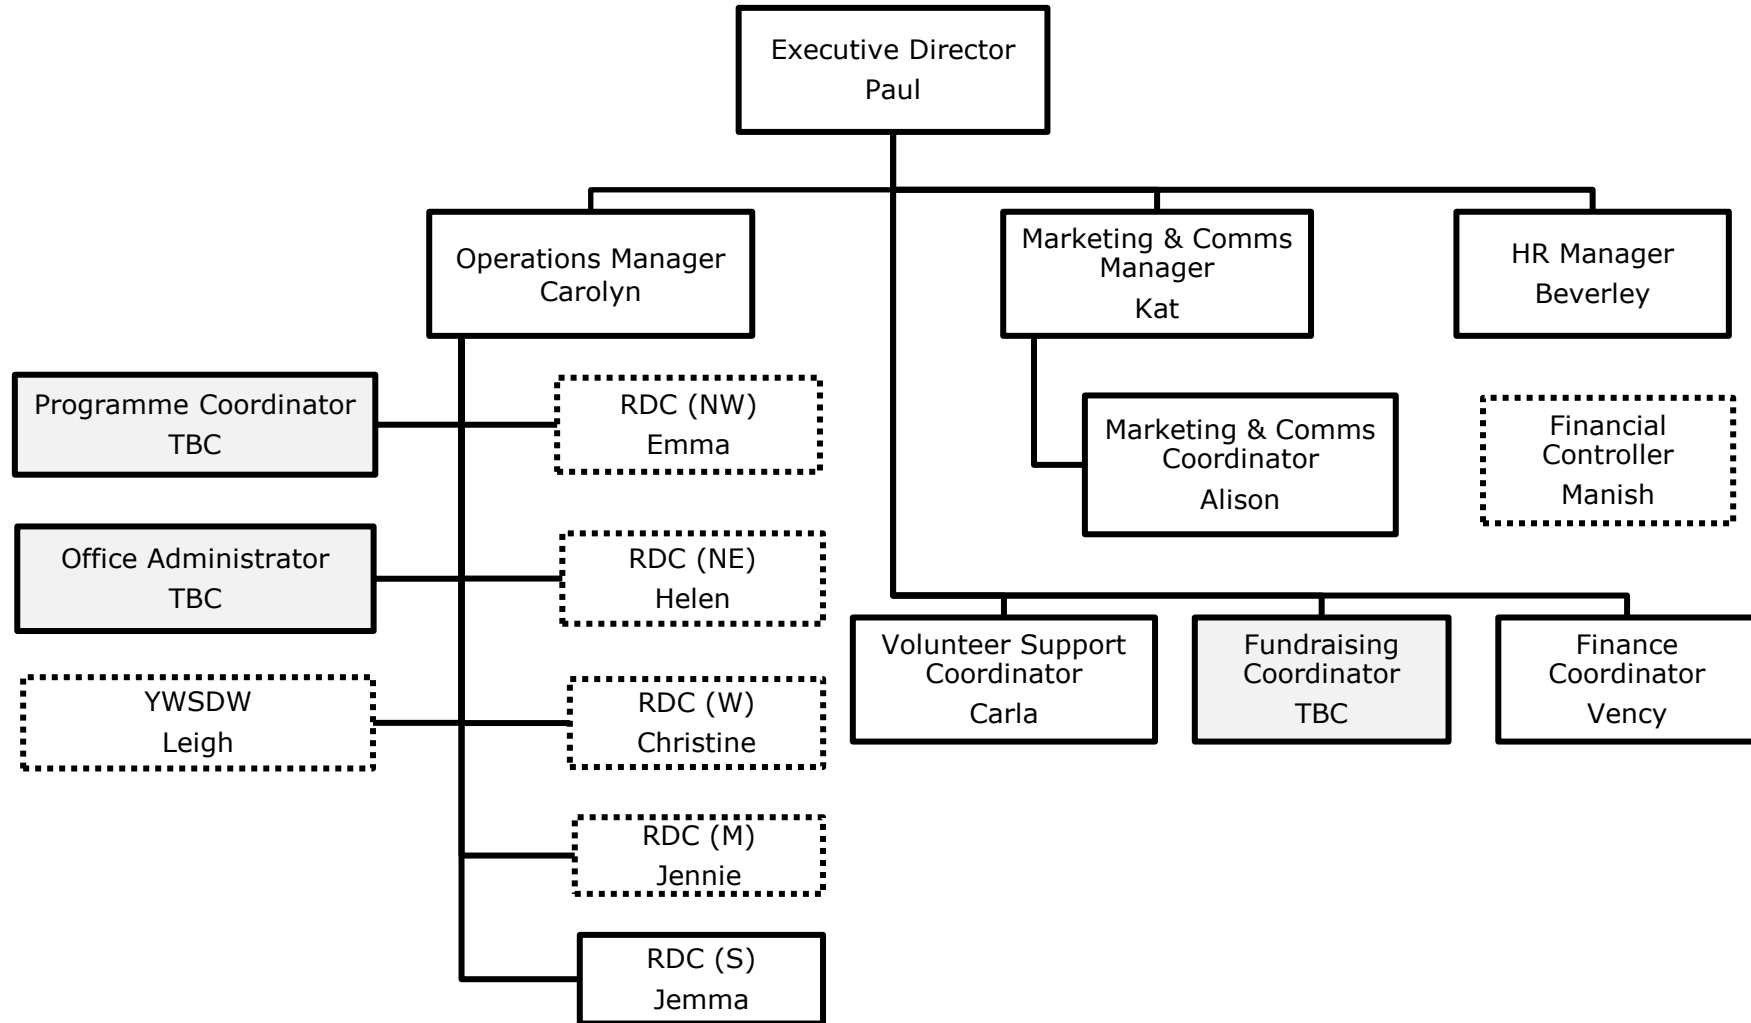 Executive Director
Paul
Operations Manager
Carolyn
Marketing & Comms
Manager
Kat
HR Manager
Beverley
Programme Coordinator
TBC
RDC (NW)
Emma
Marketing & Comms
Coordinator
Alison
Financial
Controller
Manish
Office Administrator
TBC
RDC (NE)
Helen
Volunteer Support
Coordinator
Carla
Fundraising
Coordinator
TBC
Finance
Coordinator
Vency
YWSDW
Leigh
RDC (W)
Christine
RDC (M)
Jennie
RDC (S)
Jemma